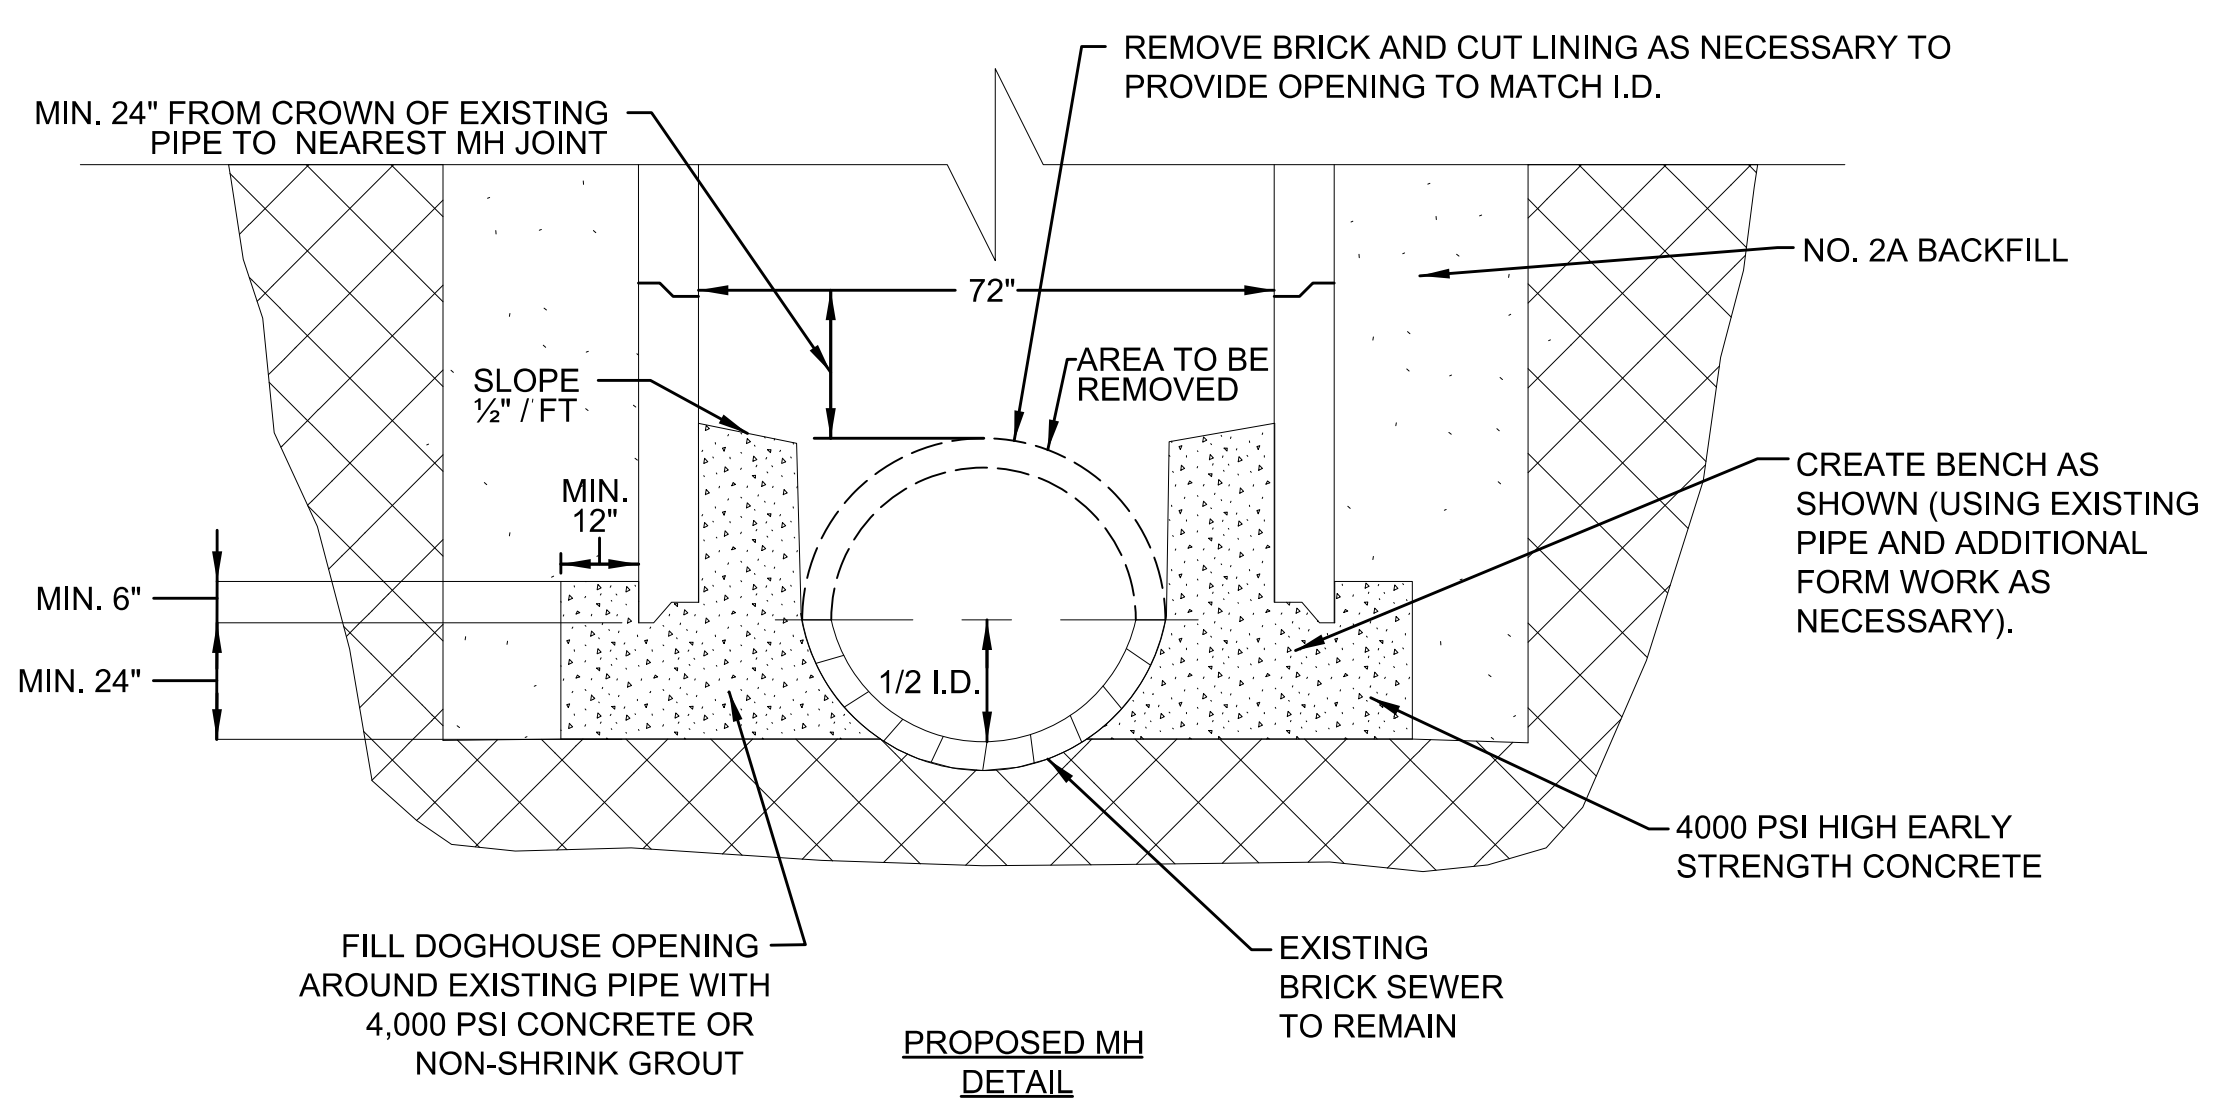 REMOVE BRICK AND CUT LINING AS NECESSARY TO
PROVIDE OPENING TO MATCH I.D.
MIN. 24" FROM CROWN OF EXISTING
PIPE TO NEAREST MH JOINT
NO. 2A BACKFILL
72"
AREA TO BE
REMOVED
SLOPE
½" / FT
CREATE BENCH AS
SHOWN (USING EXISTING
PIPE AND ADDITIONAL
FORM WORK AS
NECESSARY).
MIN.
12"
MIN. 6"
MIN. 24"
1/2 I.D.
4000 PSI HIGH EARLY
STRENGTH CONCRETE
FILL DOGHOUSE OPENING
AROUND EXISTING PIPE WITH
4,000 PSI CONCRETE OR
NON-SHRINK GROUT
EXISTING
BRICK SEWER
TO REMAIN
PROPOSED MH
DETAIL